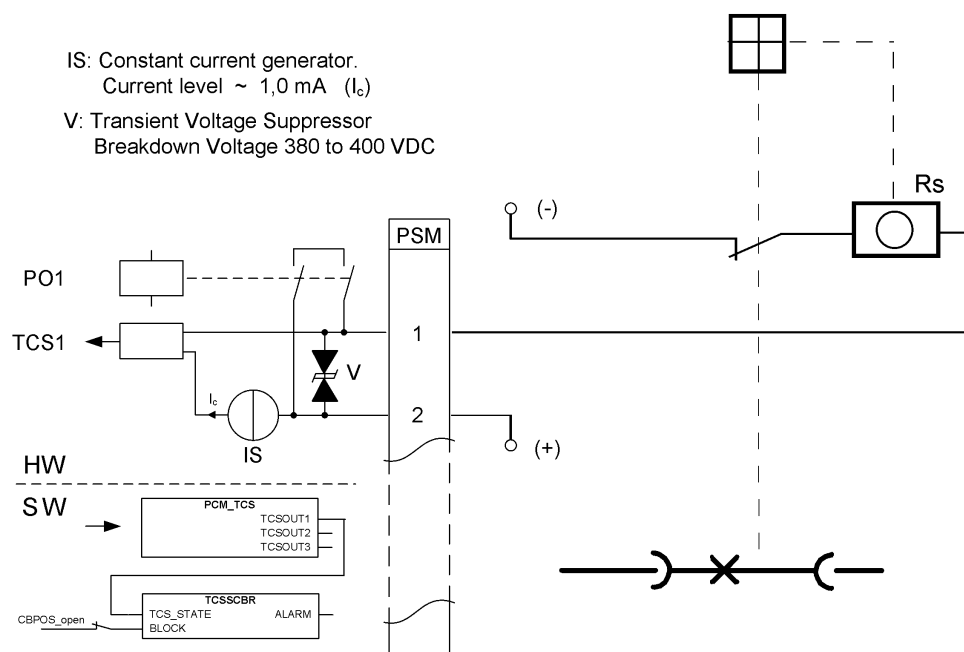 IS: Constant current generator.
Current level ~ 1,0 mA (Ic)
V: Transient Voltage Suppressor
Breakdown Voltage 380 to 400 VDC
Rs
(-)
PSM
PO1
1
TCS1
V
Ic
2
IS
(+)
HW
SW
PCM_TCS
TCSOUT1
TCSOUT2
TCSOUT3
TCSSCBR
TCS_STATE ALARM
CBPOS_open
BLOCK